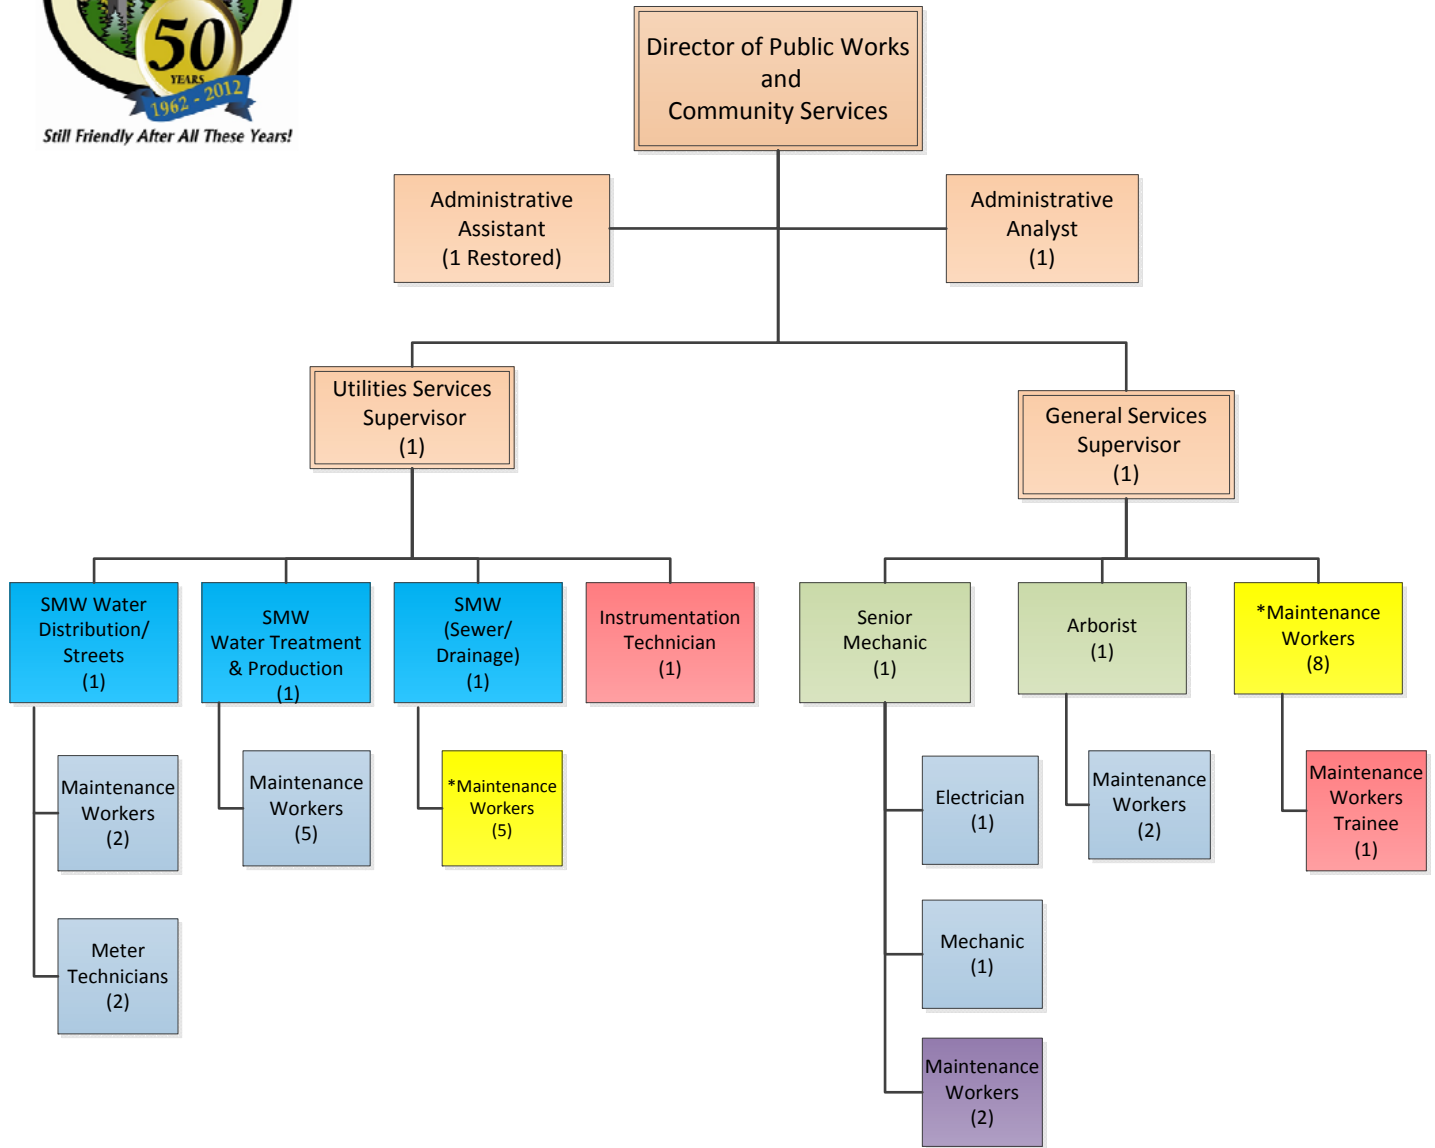 50
YEARS
1962 - 2012
Still Friendly After All These Years!
Director of Public Works
and
Community Services
Administrative
Assistant
(1 Restored)
Administrative
Analyst
(1)
Utilities Services
Supervisor
(1)
General Services
Supervisor
(1)
SMW Water
Distribution/
Streets
(1)
SMW
Water Treatment
& Production
(1)
SMW
(Sewer/
Drainage)
(1)
Instrumentation
Technician
(1)
Senior
Mechanic
(1)
Arborist
(1)
*Maintenance
Workers
(8)
Maintenance
Workers
(2)
Maintenance
Workers
(5)
*Maintenance
Workers
(5)
Electrician
(1)
Maintenance
Workers
(2)
Maintenance
Workers
Trainee
(1)
Meter
Technicians
(2)
Mechanic
(1)
Maintenance
Workers
(2)